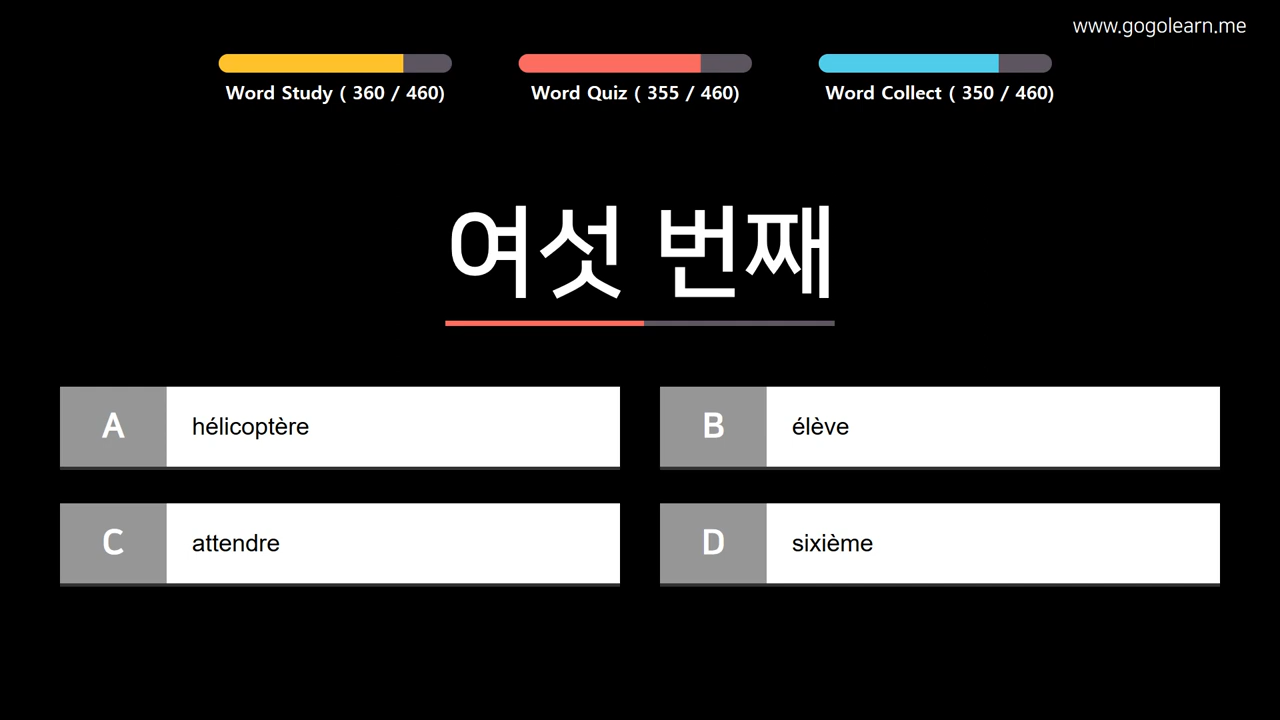 www.gogolearn.me
Word Study ( 360 / 460)
Word Quiz ( 355 / 460)
Word Collect ( 350 / 460)
여섯 번째
A hélicoptère
B élève
C attendre
D sixième